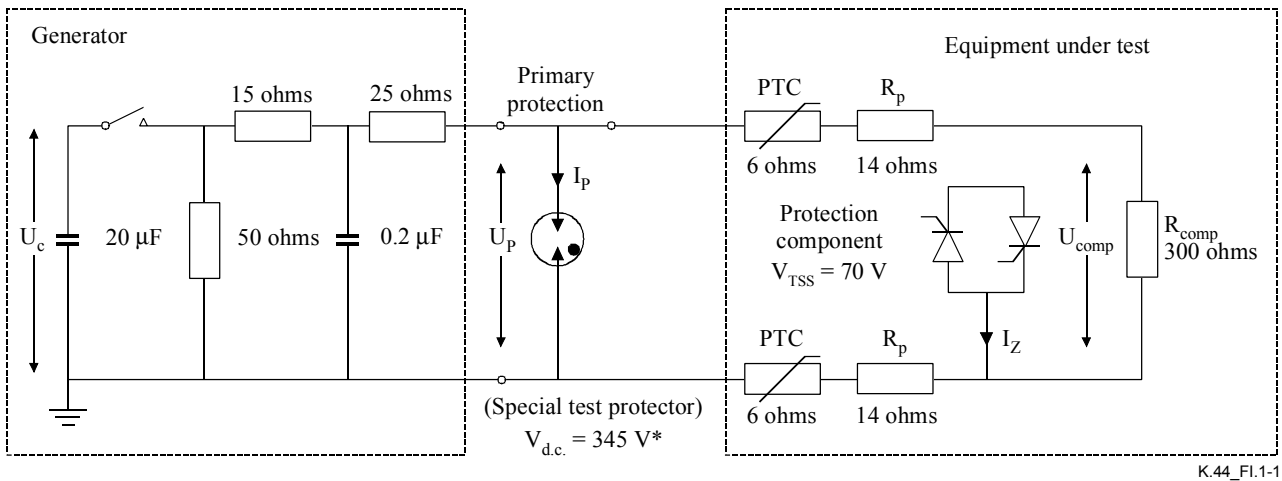 Generator
Equipment under test
15 ohms
25 ohms
Primary
protection
PTC
R_p
6 ohms
14 ohms
I_P
U_c
20 μF
50 ohms
0.2 μF
U_P
Protection
component
V_TSS = 70 V
U_comp
R_comp
300 ohms
I_Z
PTC
R_p
6 ohms
14 ohms
(Special test protector)
V_d.c. = 345 V*
K.44_FI.1-1